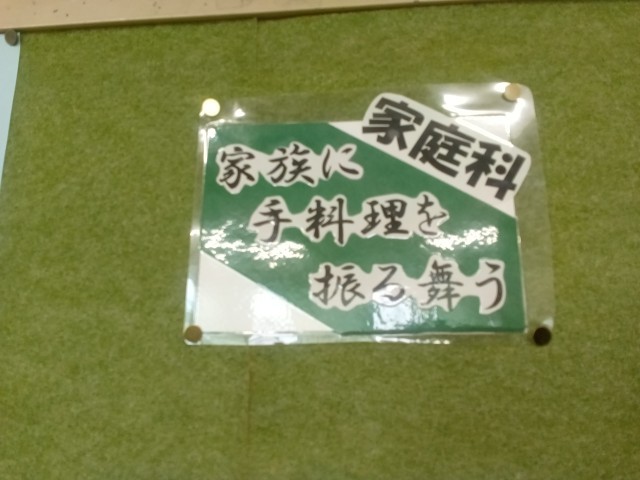 家庭科
家族に
手料理を
振る舞う